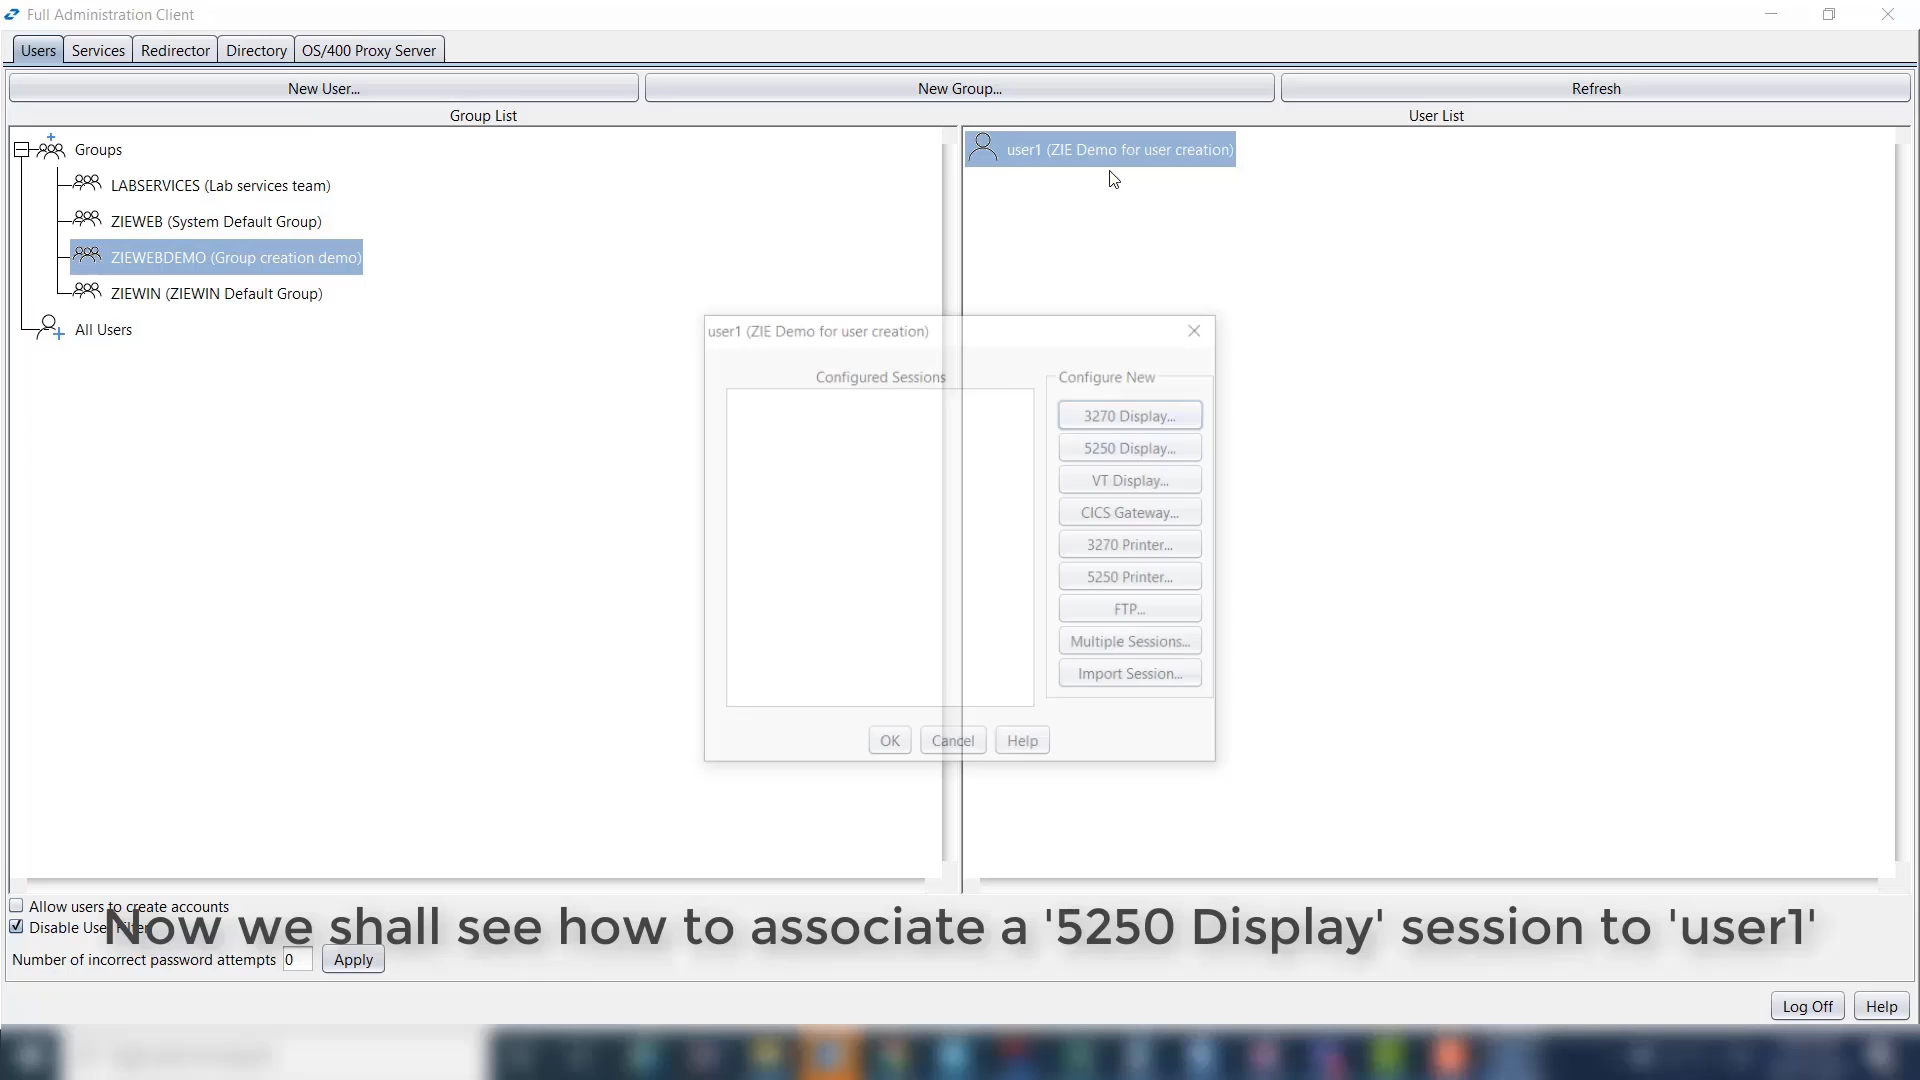 Full Administration Client
Users
Services
Redirector
Directory
OS/400 Proxy Server
New User...
New Group...
Refresh
Group List
User List
Groups
LABSERVICES (Lab services team)
ZIEWEB (System Default Group)
ZIEWEBDEMO (Group creation demo)
ZIEWIN (ZIEWIN Default Group)
All Users
user1 (ZIE Demo for user creation)
user1 (ZIE Demo for user creation)
Configured Sessions
Configure New
3270 Display...
5250 Display...
VT Display...
CICS Gateway...
3270 Printer...
5250 Printer...
FTP...
Multiple Sessions...
Import Session...
OK
Cancel
Help
Allow users to create accounts
Disable User Filter
Now we shall see how to associate a '5250 Display' session to 'user1'
Number of incorrect password attempts 0
Apply
Log Off
Help